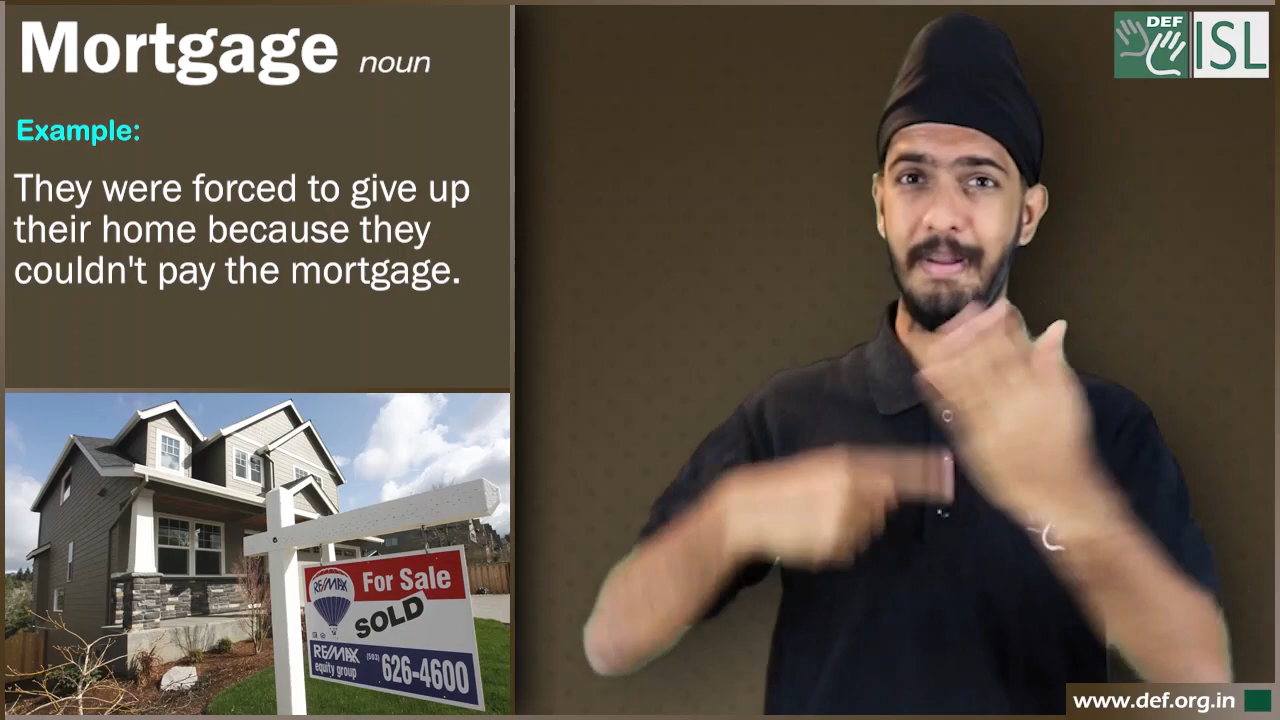 Mortgage noun
Example:
They were forced to give up
their home because they
couldn't pay the mortgage.
DEF
ISL
RE/MAX
For Sale
SOLD
RE/MAX
equity group
(503) 626-4600
www.def.org.in